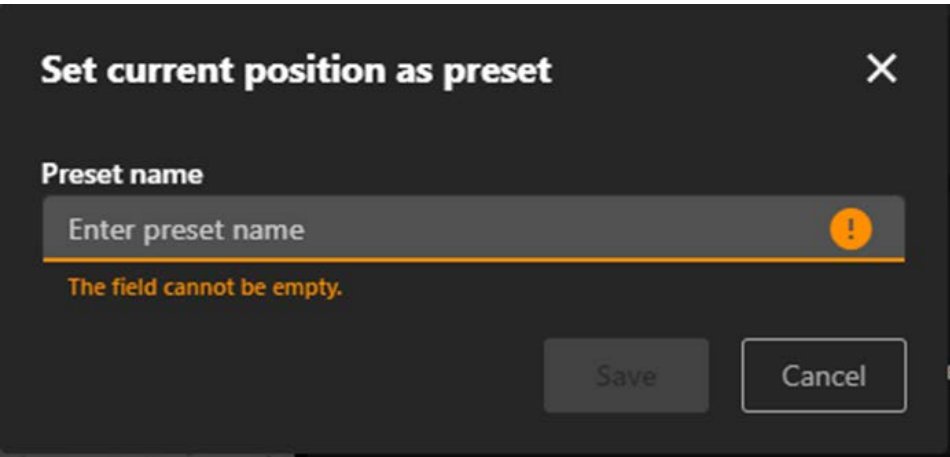 Set current position as preset
Preset name
Enter preset name
The field cannot be empty.
Save
Cancel